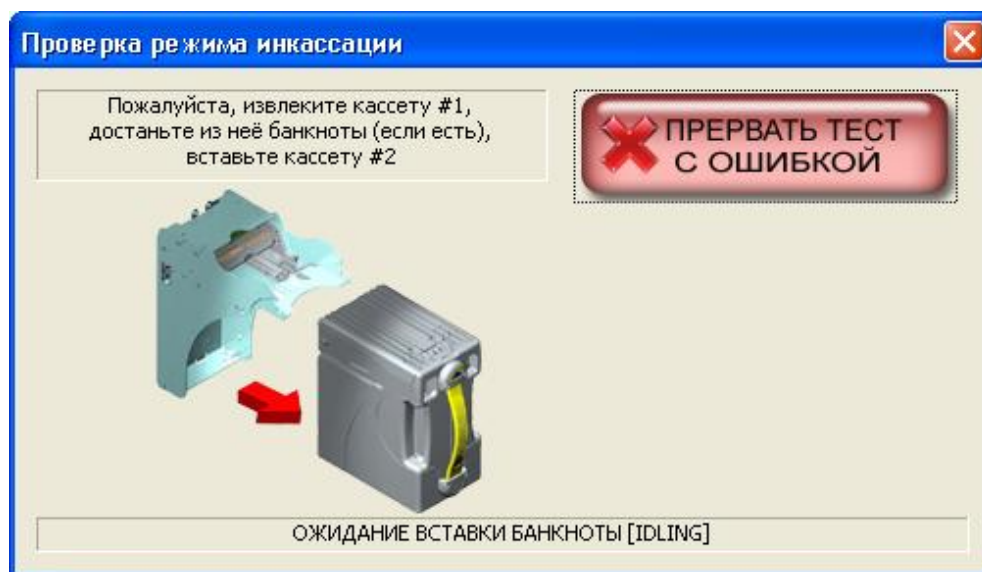 Проверка режима инкассации
Пожалуйста, извлеките кассету #1,
достаньте из неё банкноты (если есть),
вставьте кассету #2
ПРЕРВАТЬ ТЕСТ
С ОШИБКОЙ
ОЖИДАНИЕ ВСТАВКИ БАНКНОТЫ [IDLING]